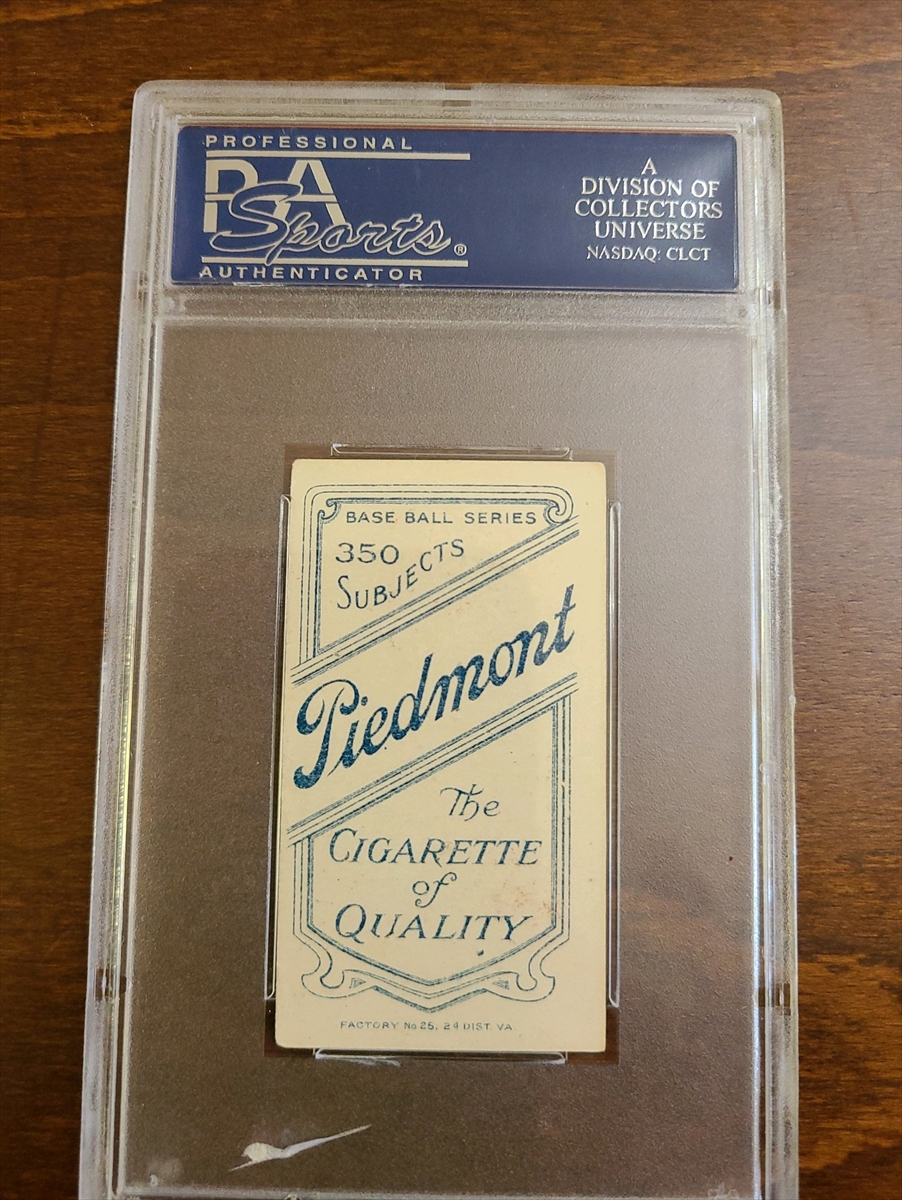 PROFESSIONAL
PSA
Sports®
AUTHENTICATOR
A
DIVISION OF
COLLECTORS
UNIVERSE
NASDAQ: CLCT
BASE BALL SERIES
350
SUBJECTS
Piedmont
The
CIGARETTE
of
QUALITY
FACTORY No 25, 24 DIST. VA.